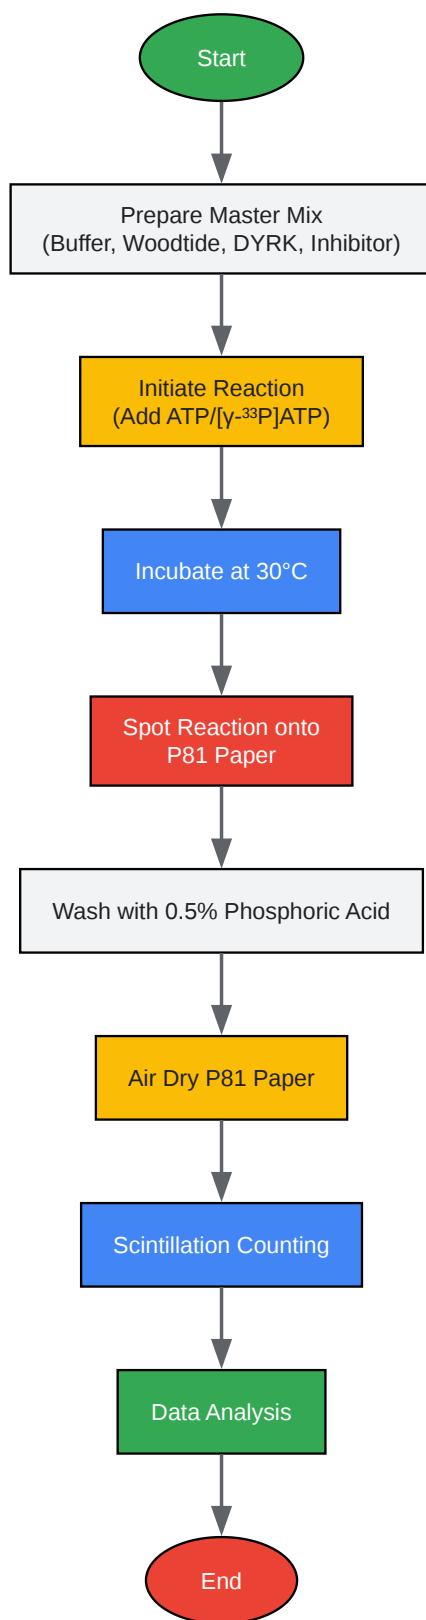 Start
Prepare Master Mix
(Buffer, Woodtide, DYRK, Inhibitor)
Initiate Reaction
(Add ATP/[γ-³³P]ATP)
Incubate at 30°C
Spot Reaction onto
P81 Paper
Wash with 0.5% Phosphoric Acid
Air Dry P81 Paper
Scintillation Counting
Data Analysis
End